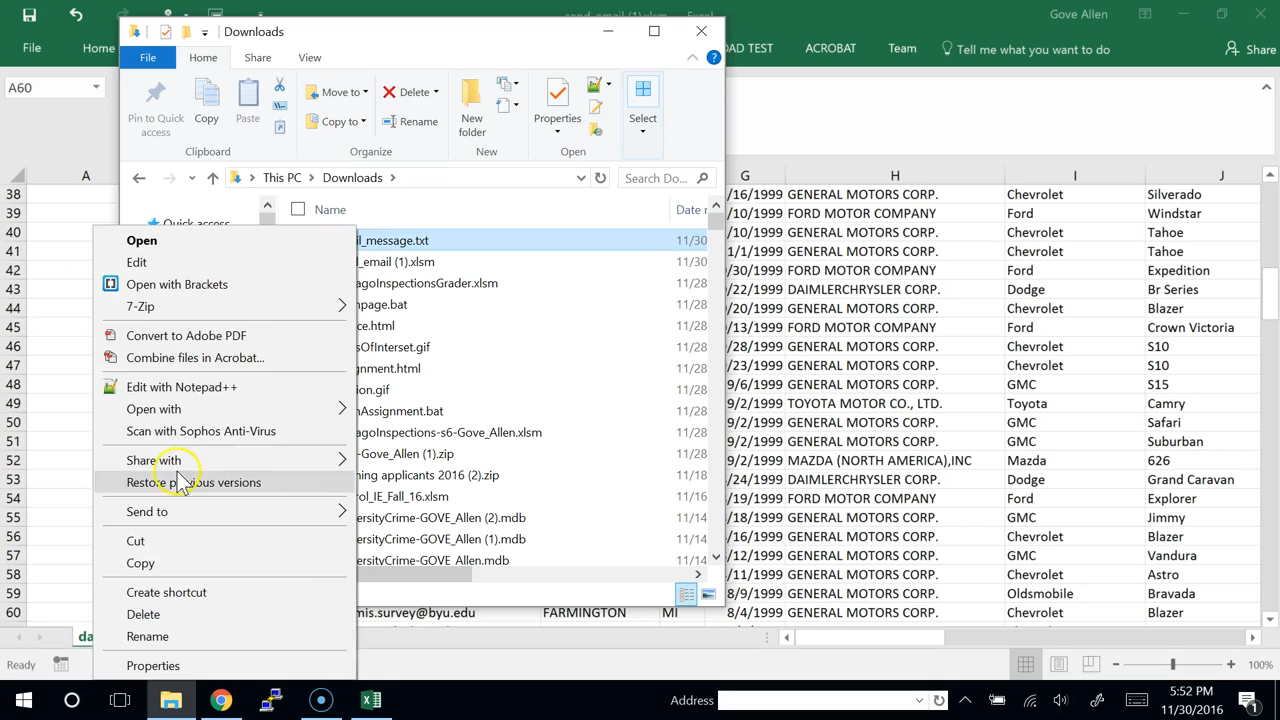 Gove Allen
File
Home
OAD TEST
ACROBAT
Team
Tell me what you want to do
Share
A60
Downloads
File
Home
Share
View
Pin to Quick access
Copy
Paste
Clipboard
Move to
Copy to
Delete
Rename
Organize
New folder
New
Properties
Open
Select
This PC
Downloads
Search Do...
Quick access
Name
Date r
l_message.txt 11/30
_email (1).xlsm 11/30
agoInspectionsGrader.xlsm 11/28
npage.bat 11/28
ce.html 11/28
sOfInterset.gif 11/28
gnment.html 11/28
ion.gif 11/28
nAssignment.bat 11/28
agoInspections-s6-Gove_Allen.xlsm 11/28
-Gove_Allen (1).zip 11/28
ning applicants 2016 (2).zip 11/28
rol_IE_Fall_16.xlsm 11/16
ersityCrime-GOVE_Allen (2).mdb 11/14
ersityCrime-GOVE_Allen (1).mdb 11/14
ersityCrime-GOVE_Allen.mdb 11/14
Open
Edit
Open with Brackets
7-Zip
Convert to Adobe PDF
Combine files in Acrobat...
Edit with Notepad++
Open with
Scan with Sophos Anti-Virus
Share with
Restore previous versions
Send to
Cut
Copy
Create shortcut
Delete
Rename
Properties
A G H I J
38 /16/1999 GENERAL MOTORS CORP. Chevrolet Silverado
39 /10/1999 FORD MOTOR COMPANY Ford Windstar
40 /10/1999 GENERAL MOTORS CORP. Chevrolet Tahoe
41 /1/1999 GENERAL MOTORS CORP. Chevrolet Tahoe
42 /30/1999 FORD MOTOR COMPANY Ford Expedition
43 9/22/1999 DAIMLERCHRYSLER CORP. Dodge Br Series
44 /20/1999 GENERAL MOTORS CORP. Chevrolet Blazer
45 9/13/1999 FORD MOTOR COMPANY Ford Crown Victoria
46 /28/1999 GENERAL MOTORS CORP. Chevrolet S10
47 /23/1999 GENERAL MOTORS CORP. Chevrolet S10
48 9/6/1999 GENERAL MOTORS CORP. GMC S15
49 /9/2/1999 TOYOTA MOTOR CO., LTD. Toyota Camry
50 /22/1999 GENERAL MOTORS CORP. GMC Safari
51 9/8/1999 GENERAL MOTORS CORP. GMC Suburban
52 /9/2/1999 MAZDA (NORTH AMERICA),INC Mazda 626
53 9/23/1999 DAIMLERCHRYSLER CORP. Dodge Grand Caravan
54 /19/1999 FORD MOTOR COMPANY Ford Explorer
55 /18/1999 GENERAL MOTORS CORP. GMC Jimmy
56 /16/1999 GENERAL MOTORS CORP. Chevrolet Blazer
57 /12/1999 GENERAL MOTORS CORP. GMC Vandura
58 /11/1999 GENERAL MOTORS CORP. Chevrolet Astro
59 8/9/1999 GENERAL MOTORS CORP. Oldsmobile Bravada
60 mis.survey@byu.edu FARMINGTON MI 8/4/1999 GENERAL MOTORS CORP. Chevrolet Blazer
da
Ready
100%
Address
5:52 PM
11/30/2016
1